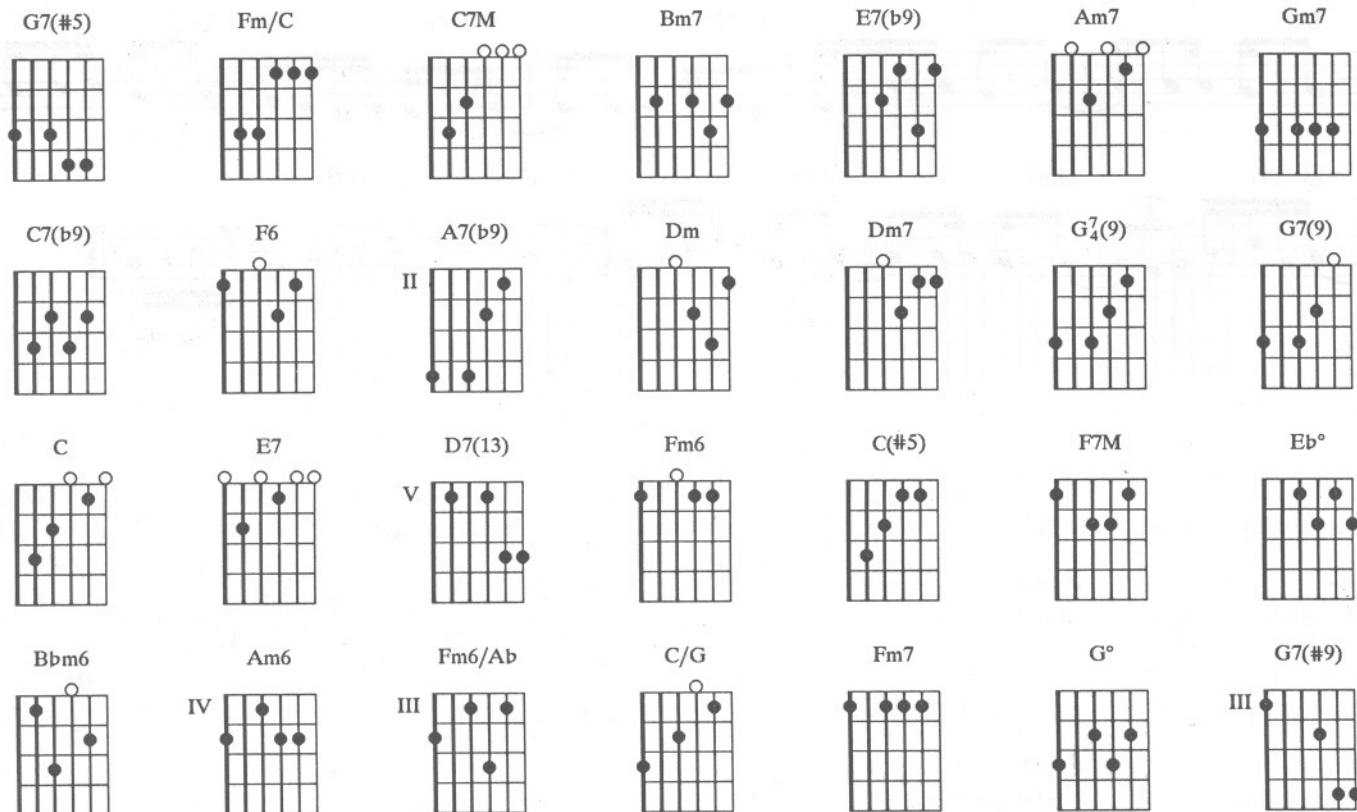 G7(#5) Fm/C C7M Bm7 E7(b9) Am7 Gm7
C7(b9) F6 A7(b9) Dm Dm7 G7/4(9) G7(9)
II
C E7 D7(13) Fm6 C(#5) F7M Eb°
V
Bbm6 Am6 Fm6/Ab C/G Fm7 G° G7(#9)
IV III III